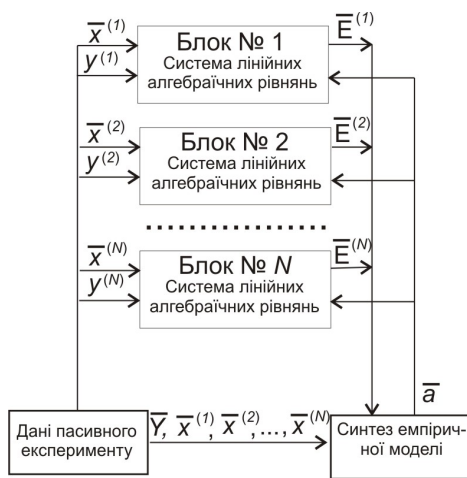 x̅⁽¹⁾ Блок № 1 E̅⁽¹⁾
y⁽¹⁾ Система лінійних
алгебраїчних рівнянь
x̅⁽²⁾ Блок № 2 E̅⁽²⁾
y⁽²⁾ Система лінійних
алгебраїчних рівнянь
x̅⁽ᴺ⁾ Блок № N E̅⁽ᴺ⁾
y⁽ᴺ⁾ Система лінійних
алгебраїчних рівнянь
a̅
Дані пасивного
експерименту
Y̅, x̅⁽¹⁾, x̅⁽²⁾,..., x̅⁽ᴺ⁾
Синтез емпірич-
ної моделі